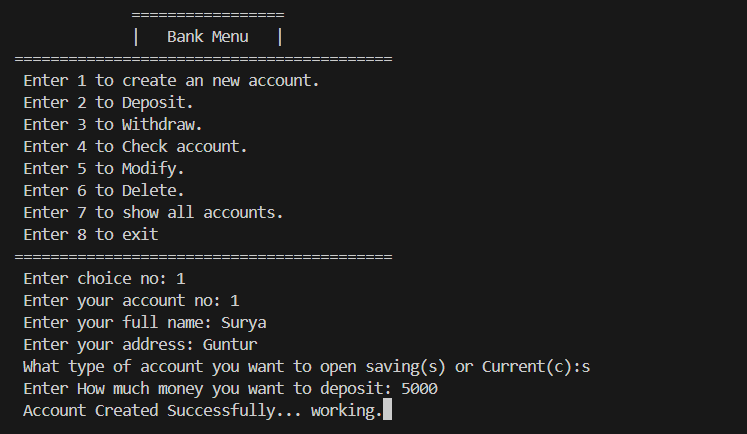 =================
|   Bank Menu   |
==========================================
Enter 1 to create an new account.
Enter 2 to Deposit.
Enter 3 to Withdraw.
Enter 4 to Check account.
Enter 5 to Modify.
Enter 6 to Delete.
Enter 7 to show all accounts.
Enter 8 to exit
==========================================
Enter choice no: 1
Enter your account no: 1
Enter your full name: Surya
Enter your address: Guntur
What type of account you want to open saving(s) or Current(c):s
Enter How much money you want to deposit: 5000
Account Created Successfully... working.